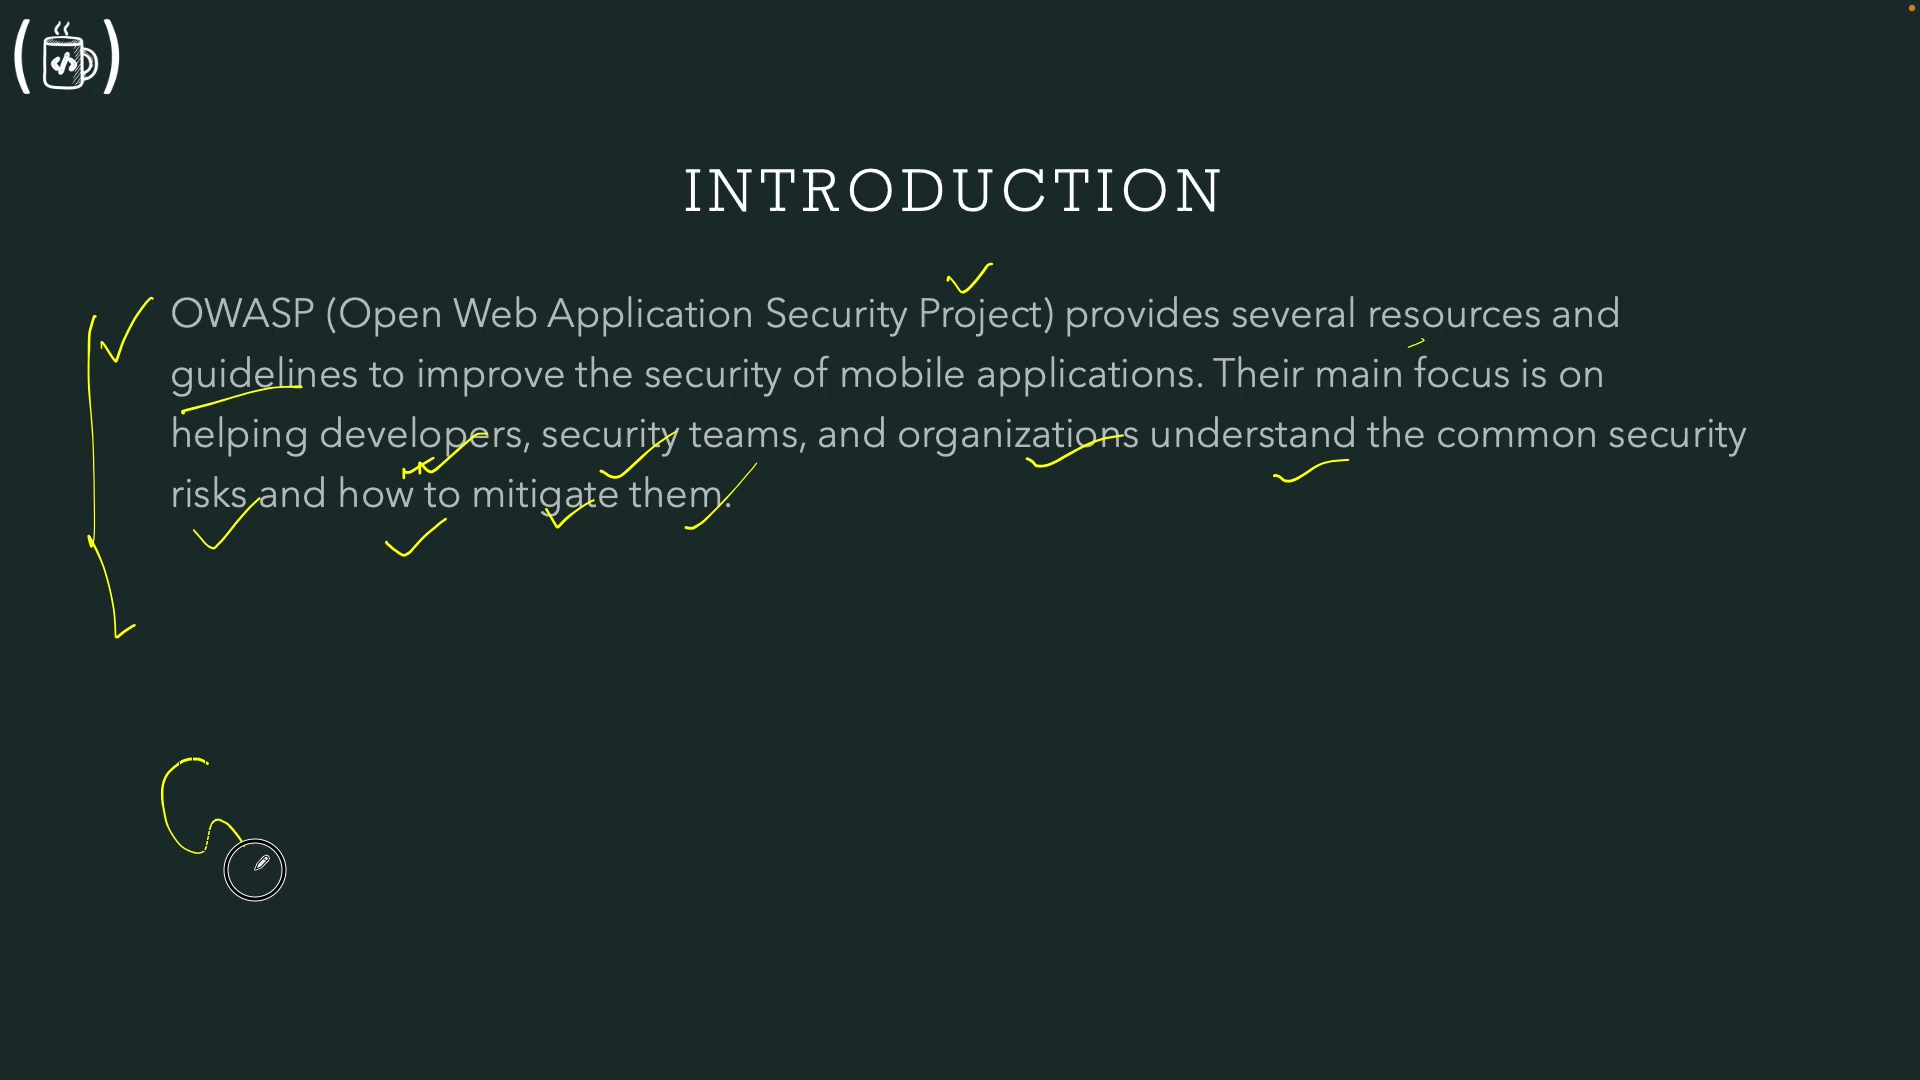 INTRODUCTION
OWASP (Open Web Application Security Project) provides several resources and
guidelines to improve the security of mobile applications. Their main focus is on
helping developers, security teams, and organizations understand the common security
risks and how to mitigate them.